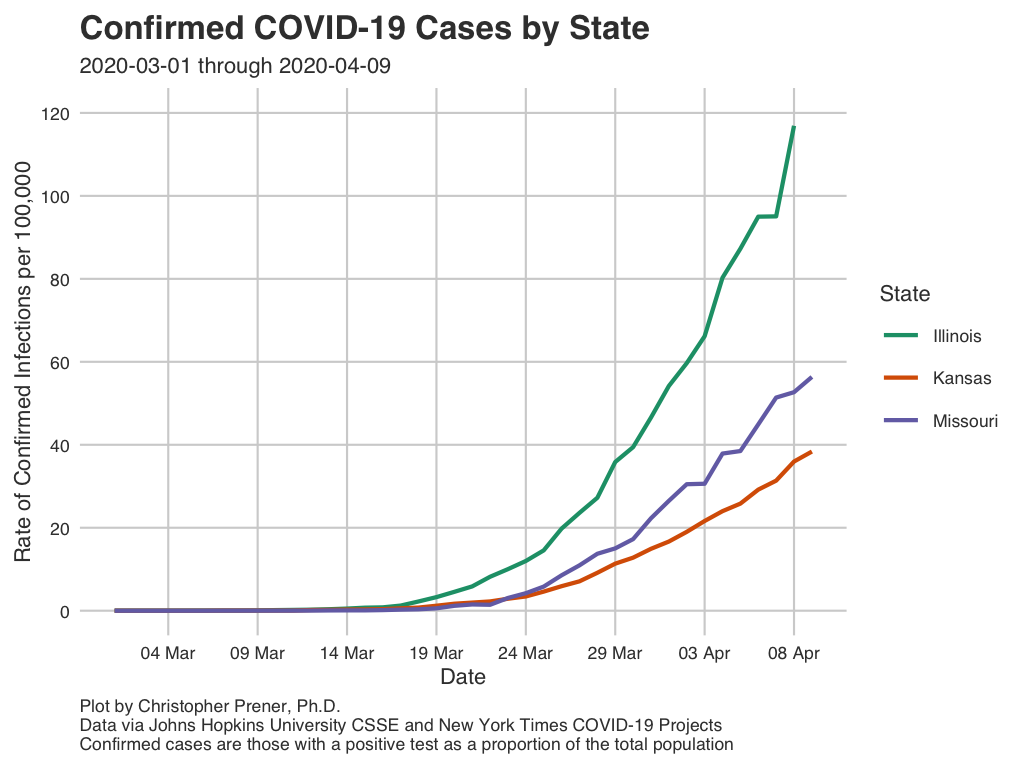 Confirmed COVID-19 Cases by State
2020-03-01 through 2020-04-09
Rate of Confirmed Infections per 100,000
120
100
80
60
40
20
0
04 Mar
09 Mar
14 Mar
19 Mar
24 Mar
29 Mar
03 Apr
08 Apr
Date
State
Illinois
Kansas
Missouri
Plot by Christopher Prener, Ph.D.
Data via Johns Hopkins University CSSE and New York Times COVID-19 Projects
Confirmed cases are those with a positive test as a proportion of the total population